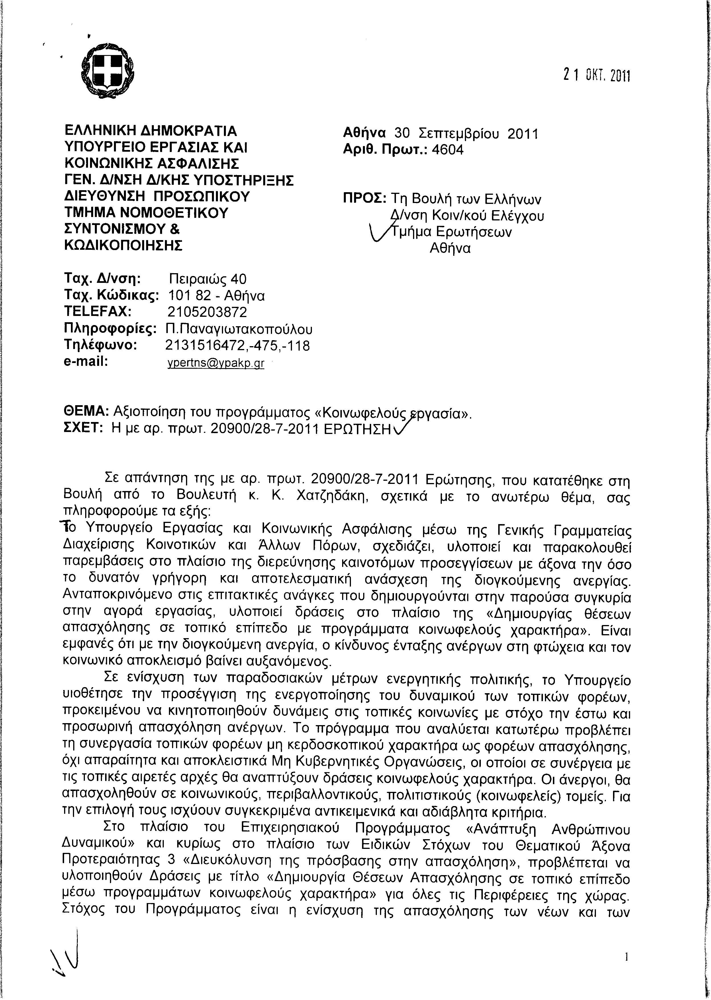 2 1 ΟΚΤ. 2011
ΕΛΛΗΝΙΚΗ ΔΗΜΟΚΡΑΤΙΑ
ΥΠΟΥΡΓΕΙΟ ΕΡΓΑΣΙΑΣ ΚΑΙ
ΚΟΙΝΩΝΙΚΗΣ ΑΣΦΑΛΙΣΗΣ
ΓΕΝ. Δ/ΝΣΗ Δ/ΚΗΣ ΥΠΟΣΤΗΡΙΞΗΣ
ΔΙΕΥΘΥΝΣΗ ΠΡΟΣΩΠΙΚΟΥ
ΤΜΗΜΑ ΝΟΜΟΘΕΤΙΚΟΥ
ΣΥΝΤΟΝΙΣΜΟΥ &
ΚΩΔΙΚΟΠΟΙΗΣΗΣ
Αθήνα 30 Σεπτεμβρίου 2011
Αριθ. Πρωτ.: 4604
ΠΡΟΣ: Τη Βουλή των Ελλήνων
Δ/νση Κοιν/κού Ελέγχου
Τμήμα Ερωτήσεων
Αθήνα
Ταχ. Δ/νση: Πειραιώς 40
Ταχ. Κώδικας: 101 82 - Αθήνα
TELEFAX: 2105203872
Πληροφορίες: Π.Παναγιωτακοπούλου
Τηλέφωνο: 2131516472,-475,-118
e-mail: ypertns@ypakp.gr
ΘΕΜΑ: Αξιοποίηση του προγράμματος «Κοινωφελούς εργασία».
ΣΧΕΤ: Η με αρ. πρωτ. 20900/28-7-2011 ΕΡΩΤΗΣΗ
Σε απάντηση της με αρ. πρωτ. 20900/28-7-2011 Ερώτησης, που κατατέθηκε στη
Βουλή από το Βουλευτή κ. Κ. Χατζηδάκη, σχετικά με το ανωτέρω θέμα, σας
πληροφορούμε τα εξής:
Το Υπουργείο Εργασίας και Κοινωνικής Ασφάλισης μέσω της Γενικής Γραμματείας
Διαχείρισης Κοινοτικών και Άλλων Πόρων, σχεδιάζει, υλοποιεί και παρακολουθεί
παρεμβάσεις στο πλαίσιο της διερεύνησης καινοτόμων προσεγγίσεων με άξονα την όσο
το δυνατόν γρήγορη και αποτελεσματική ανάσχεση της διογκούμενης ανεργίας.
Ανταποκρινόμενο στις επιτακτικές ανάγκες που δημιουργούνται στην παρούσα συγκυρία
στην αγορά εργασίας, υλοποιεί δράσεις στο πλαίσιο της «Δημιουργίας θέσεων
απασχόλησης σε τοπικό επίπεδο με προγράμματα κοινωφελούς χαρακτήρα». Είναι
εμφανές ότι με την διογκούμενη ανεργία, ο κίνδυνος ένταξης ανέργων στη φτώχεια και τον
κοινωνικό αποκλεισμό βαίνει αυξανόμενος.
Σε ενίσχυση των παραδοσιακών μέτρων ενεργητικής πολιτικής, το Υπουργείο
υιοθέτησε την προσέγγιση της ενεργοποίησης του δυναμικού των τοπικών φορέων,
προκειμένου να κινητοποιηθούν δυνάμεις στις τοπικές κοινωνίες με στόχο την έστω και
προσωρινή απασχόληση ανέργων. Το πρόγραμμα που αναλύεται κατωτέρω προβλέπει
τη συνεργασία τοπικών φορέων μη κερδοσκοπικού χαρακτήρα ως φορέων απασχόλησης,
όχι απαραίτητα και αποκλειστικά Μη Κυβερνητικές Οργανώσεις, οι οποίοι σε συνέργεια με
τις τοπικές αιρετές αρχές θα αναπτύξουν δράσεις κοινωφελούς χαρακτήρα. Οι άνεργοι, θα
απασχοληθούν σε κοινωνικούς, περιβαλλοντικούς, πολιτιστικούς (κοινωφελείς) τομείς. Για
την επιλογή τους ισχύουν συγκεκριμένα αντικειμενικά και αδιάβλητα κριτήρια.
Στο πλαίσιο του Επιχειρησιακού Προγράμματος «Ανάπτυξη Ανθρώπινου
Δυναμικού» και κυρίως στο πλαίσιο των Ειδικών Στόχων του Θεματικού Άξονα
Προτεραιότητας 3 «Διευκόλυνση της πρόσβασης στην απασχόληση», προβλέπεται να
υλοποιηθούν Δράσεις με τίτλο «Δημιουργία Θέσεων Απασχόλησης σε τοπικό επίπεδο
μέσω προγραμμάτων κοινωφελούς χαρακτήρα» για όλες τις Περιφέρειες της χώρας.
Στόχος του Προγράμματος είναι η ενίσχυση της απασχόλησης των νέων και των
1